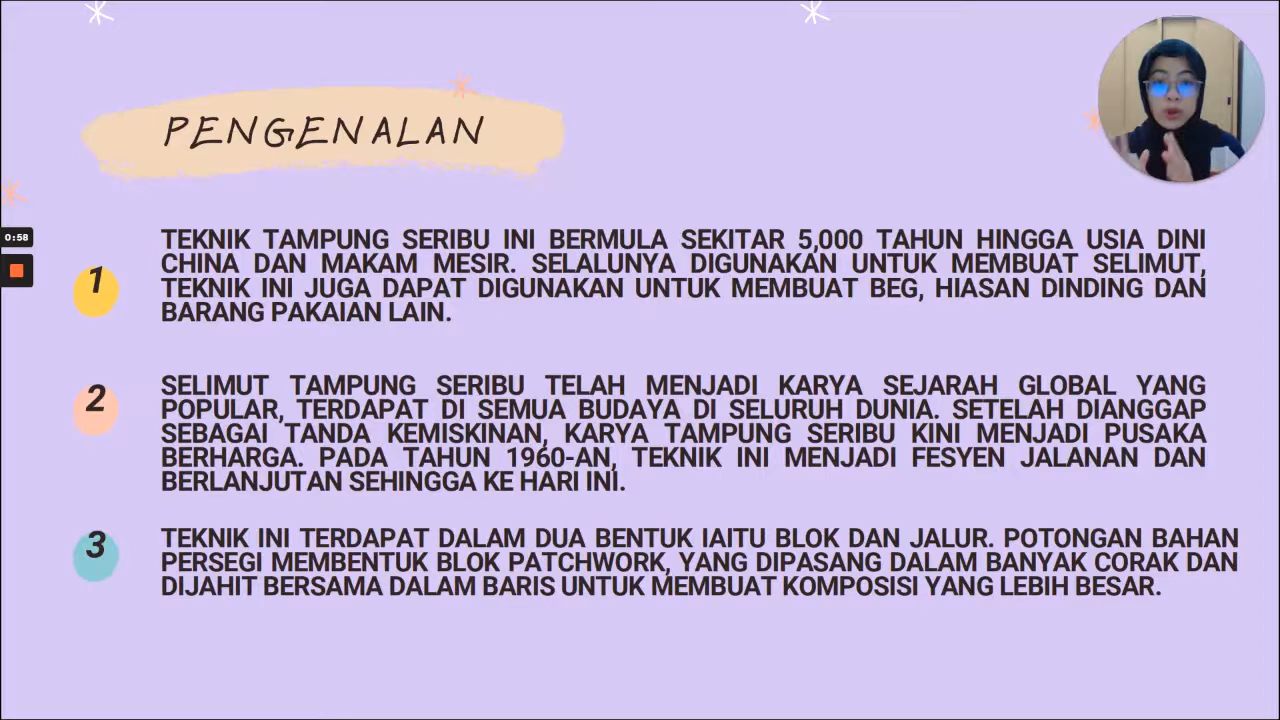 PENGENALAN
0:58
1
TEKNIK TAMPUNG SERIBU INI BERMULA SEKITAR 5,000 TAHUN HINGGA USIA DINI
CHINA DAN MAKAM MESIR. SELALUNYA DIGUNAKAN UNTUK MEMBUAT SELIMUT,
TEKNIK INI JUGA DAPAT DIGUNAKAN UNTUK MEMBUAT BEG, HIASAN DINDING DAN
BARANG PAKAIAN LAIN.
2
SELIMUT TAMPUNG SERIBU TELAH MENJADI KARYA SEJARAH GLOBAL YANG
POPULAR, TERDAPAT DI SEMUA BUDAYA DI SELURUH DUNIA. SETELAH DIANGGAP
SEBAGAI TANDA KEMISKINAN, KARYA TAMPUNG SERIBU KINI MENJADI PUSAKA
BERHARGA. PADA TAHUN 1960-AN, TEKNIK INI MENJADI FESYEN JALANAN DAN
BERLANJUTAN SEHINGGA KE HARI INI.
3
TEKNIK INI TERDAPAT DALAM DUA BENTUK IAITU BLOK DAN JALUR. POTONGAN BAHAN
PERSEGI MEMBENTUK BLOK PATCHWORK, YANG DIPASANG DALAM BANYAK CORAK DAN
DIJAHIT BERSAMA DALAM BARIS UNTUK MEMBUAT KOMPOSISI YANG LEBIH BESAR.